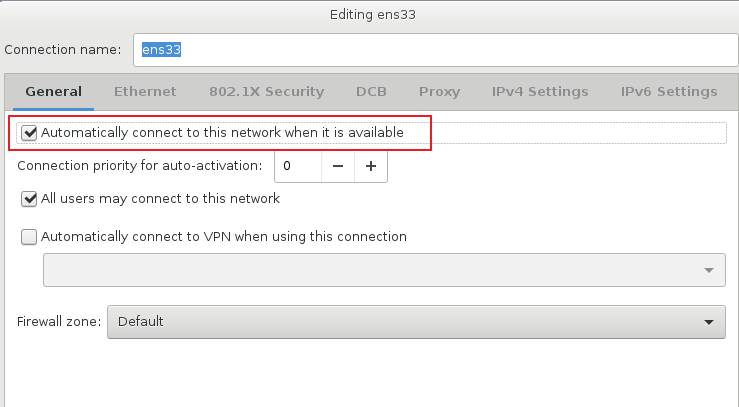 Editing ens33
Connection name: ens33
General Ethernet 802.1X Security DCB Proxy IPv4 Settings IPv6 Settings
Automatically connect to this network when it is available
Connection priority for auto-activation: 0 − +
All users may connect to this network
Automatically connect to VPN when using this connection
Firewall zone: Default